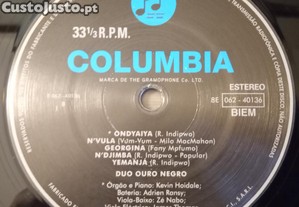 Custojusto.pt
33⅓ R.P.M.
COLUMBIA
MARCA DE THE GRAMOPHONE Co. LTD.
ESTEREO
8E 062-40136
BIEM
* ÔNDYAIYA (R. Indipwo)
N'VULA (Vum-Vum - Milo MacMahon)
GEORGINA (Fany Mpfumo)
N'DJIMBÁ (R. Indipwo - Popular)
YEMANJÁ (R. Indipwo)
DUO OURO NEGRO
* Órgão e Piano: Kevin Hoidale;
Bateria: Adrien Ransy;
Viola-Baixo: Zé Nabo;